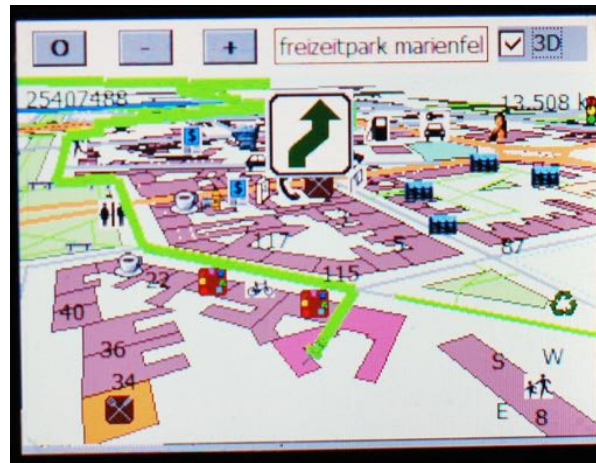 O - + freizeitpark marienfel 3D
25407488 13.508 k
$
$
117 5 87
22 115
40
36
34
S W
E 8